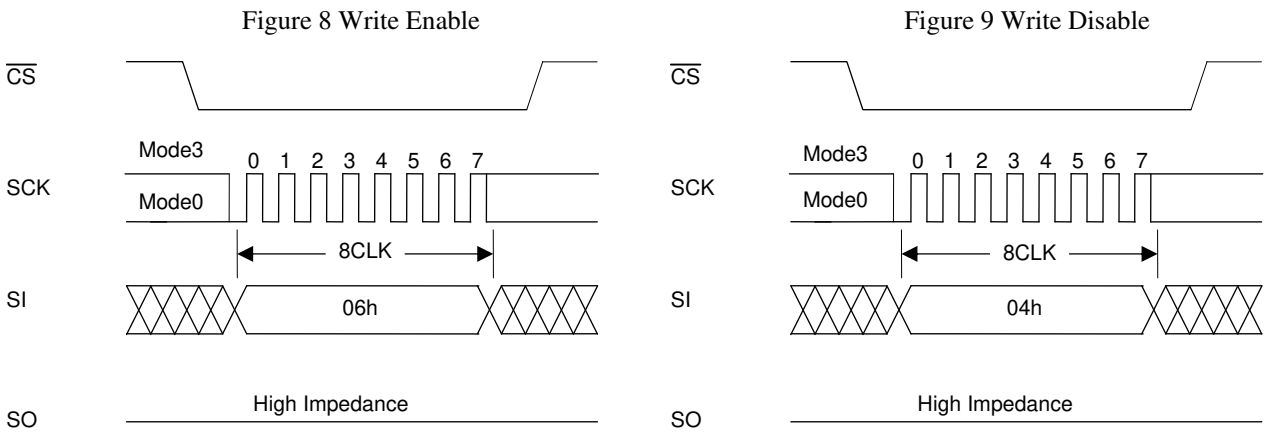 Figure 8 Write Enable
CS
Mode3
0 1 2 3 4 5 6 7
SCK
Mode0
8CLK
SI
06h
High Impedance
SO
Figure 9 Write Disable
CS
Mode3
0 1 2 3 4 5 6 7
SCK
Mode0
8CLK
SI
04h
High Impedance
SO